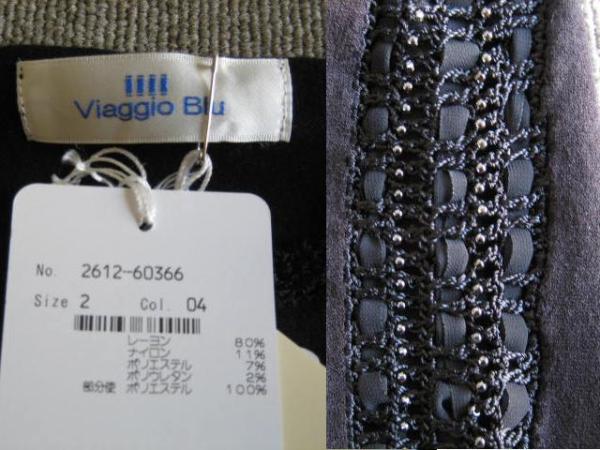 Viaggio Blu
No. 2612-60366
Size 2 Col. 04
レーヨン 80%
ナイロン 11%
ポリエステル 7%
ポリウレタン 2%
部分使 ポリエステル 100%